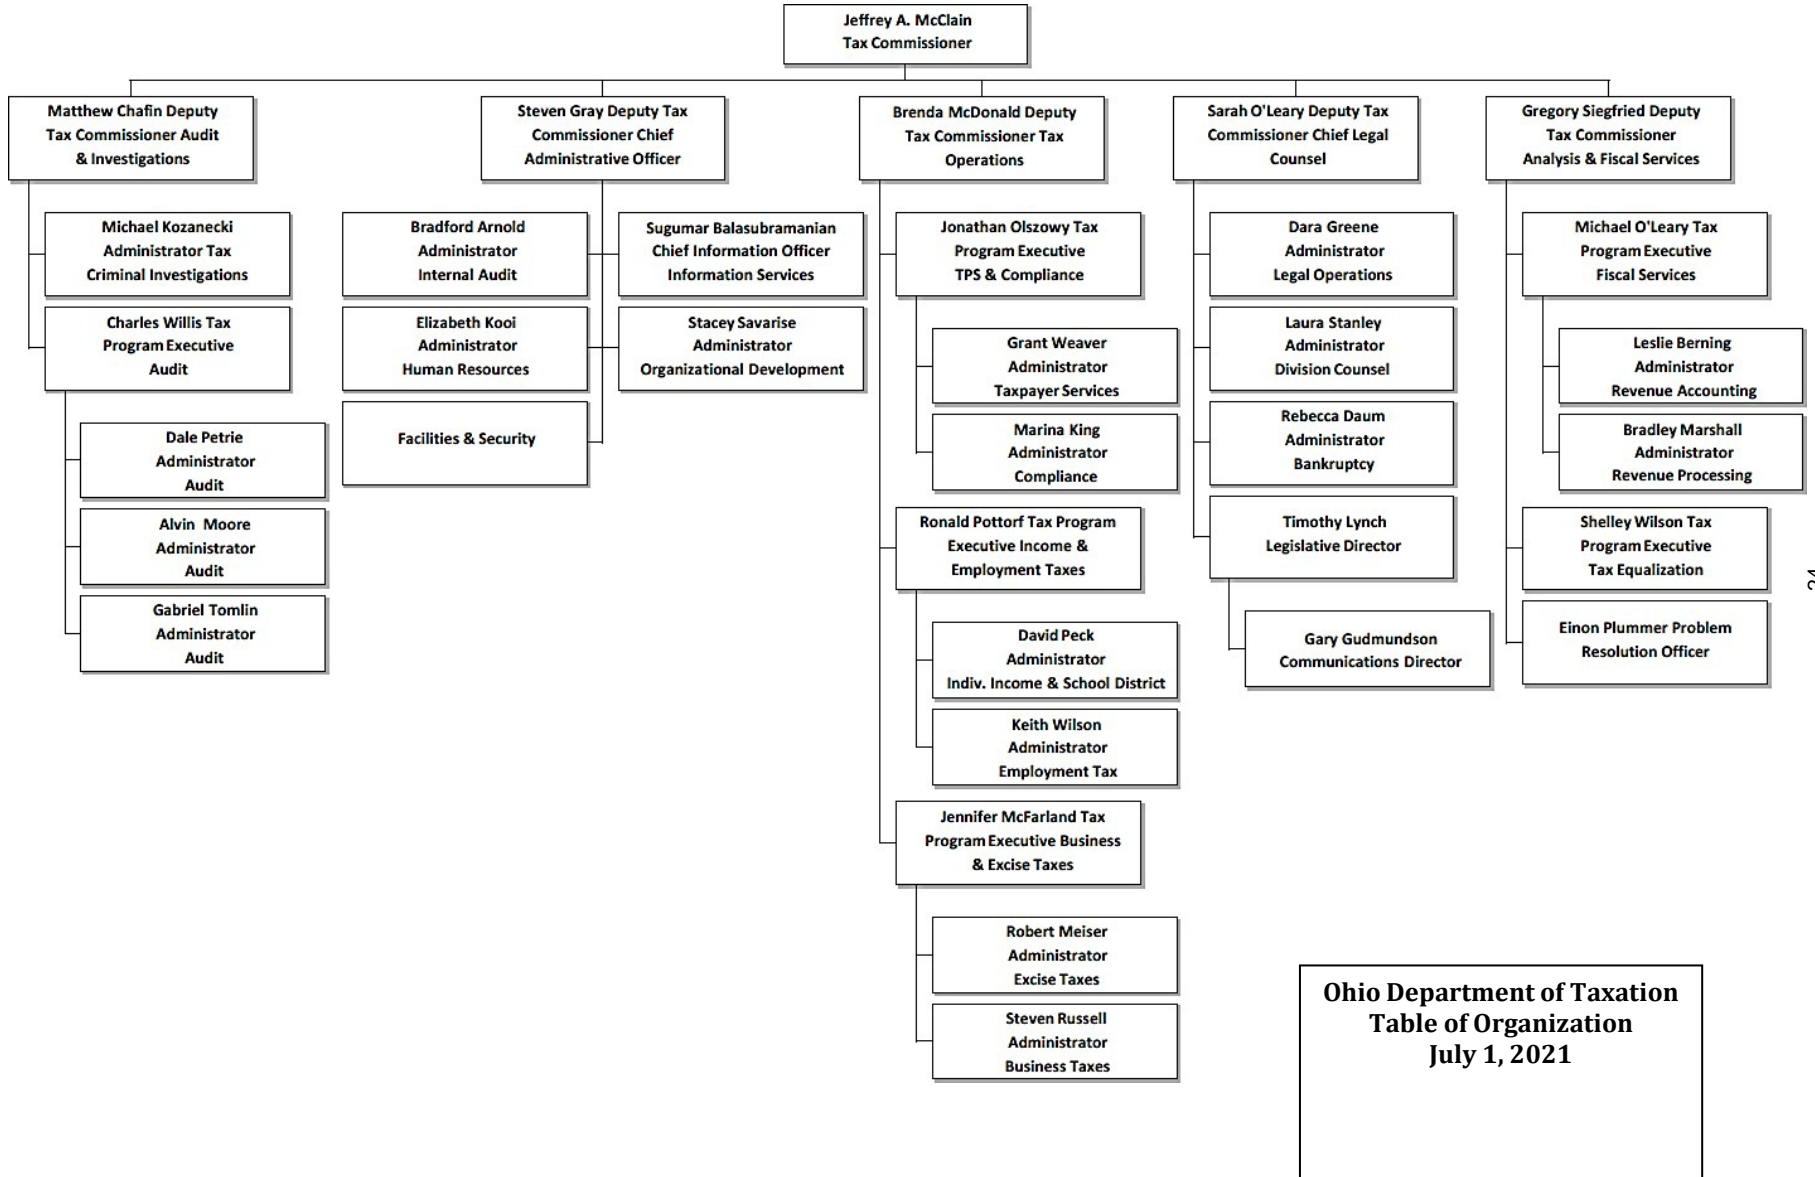 Jeffrey A. McClain
Tax Commissioner
Matthew Chafin Deputy
Tax Commissioner Audit
& Investigations
Michael Kozanecki
Administrator Tax
Criminal Investigations
Charles Willis Tax
Program Executive
Audit
Dale Petrie
Administrator
Audit
Alvin  Moore
Administrator
Audit
Gabriel Tomlin
Administrator
Audit
Steven Gray Deputy Tax
Commissioner Chief
Administrative Officer
Bradford Arnold
Administrator
Internal Audit
Sugumar Balasubramanian
Chief Information Officer
Information Services
Elizabeth Kooi
Administrator
Human Resources
Stacey Savarise
Administrator
Organizational Development
Facilities & Security
Brenda McDonald Deputy
Tax Commissioner Tax
Operations
Jonathan Olszowy Tax
Program Executive
TPS & Compliance
Grant Weaver
Administrator
Taxpayer Services
Marina King
Administrator
Compliance
Ronald Pottorf Tax Program
Executive Income &
Employment Taxes
David Peck
Administrator
Indiv. Income & School District
Keith Wilson
Administrator
Employment Tax
Jennifer McFarland Tax
Program Executive Business
& Excise Taxes
Robert Meiser
Administrator
Excise Taxes
Steven Russell
Administrator
Business Taxes
Sarah O'Leary Deputy Tax
Commissioner Chief Legal
Counsel
Dara Greene
Administrator
Legal Operations
Laura Stanley
Administrator
Division Counsel
Rebecca Daum
Administrator
Bankruptcy
Timothy Lynch
Legislative Director
Gary Gudmundson
Communications Director
Gregory Siegfried Deputy
Tax Commissioner
Analysis & Fiscal Services
Michael O'Leary Tax
Program Executive
Fiscal Services
Leslie Berning
Administrator
Revenue Accounting
Bradley Marshall
Administrator
Revenue Processing
Shelley Wilson Tax
Program Executive
Tax Equalization
Einon Plummer Problem
Resolution Officer
Ohio Department of Taxation
Table of Organization
July 1, 2021